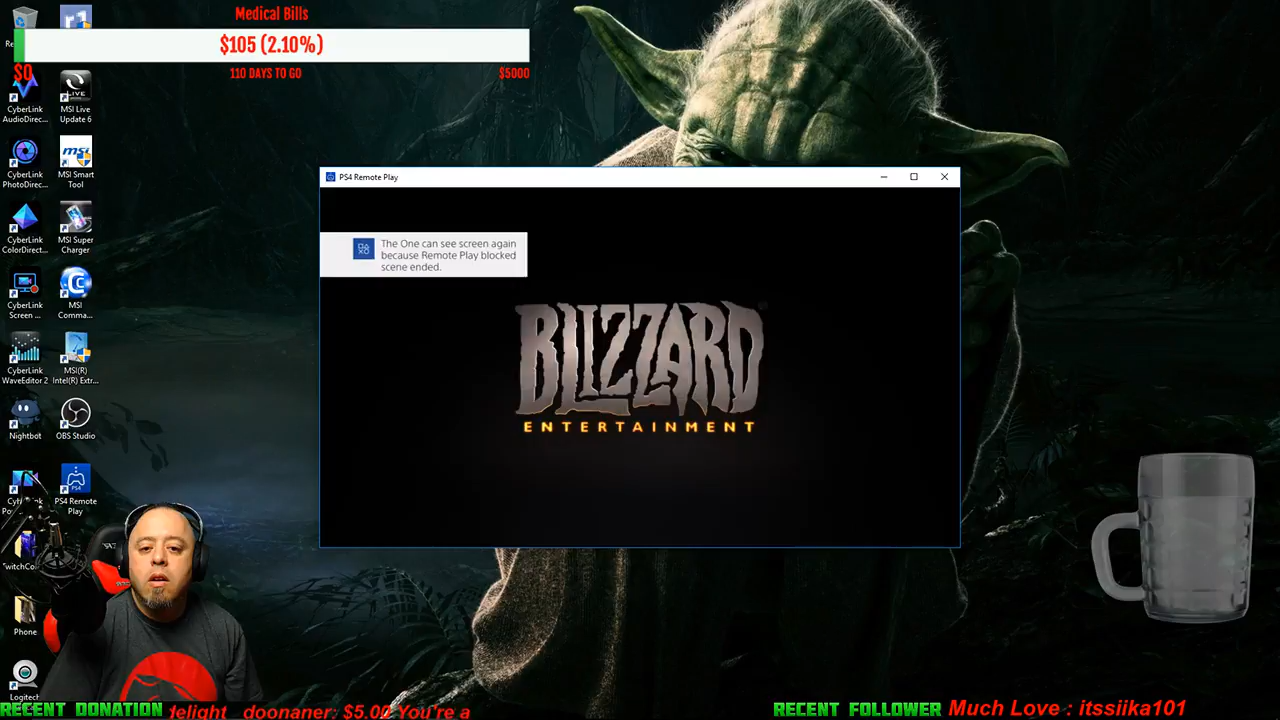 Medical Bills
$105 (2.10%)
$0
110 DAYS TO GO
$5000
CyberLink
AudioDirec...
MSI Live
Update 6
CyberLink
PhotoDirec...
MSI Smart
Tool
CyberLink
ColorDirect...
MSI Super
Charger
CyberLink
Screen ...
MSI
Comma...
CyberLink
WaveEditor 2
MSI(R)
Intel(R) Extr...
Nightbot
OBS Studio
PS4 Remote
Play
Phone
PS4 Remote Play
The One can see screen again
because Remote Play blocked
scene ended.
BLIZZARD
ENTERTAINMENT
RECENT DONATION
doonaner: $5.00 You're a
RECENT FOLLOWER
Much Love : itssiika101